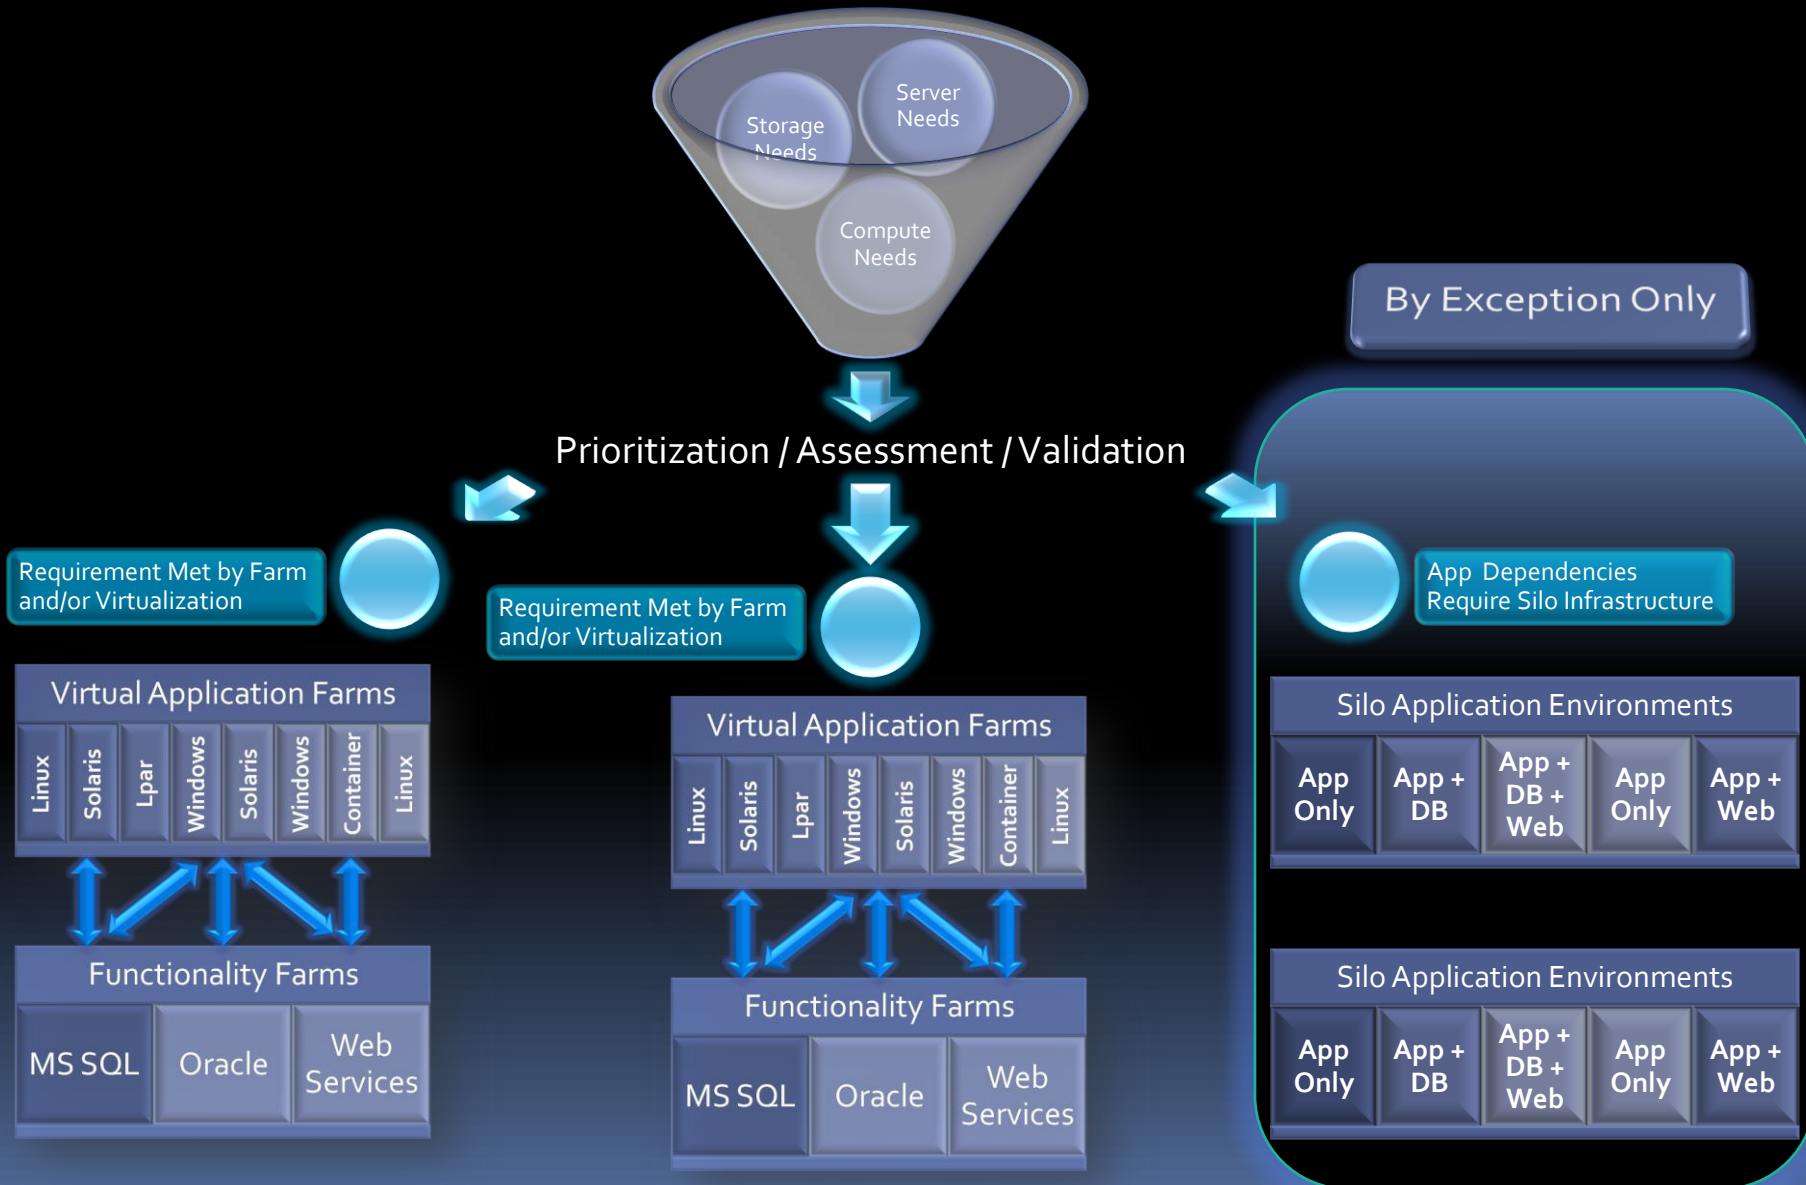 Server
Needs
Storage
Needs
Compute
Needs
By Exception Only
Prioritization / Assessment / Validation
Requirement Met by Farm
and/or Virtualization
Requirement Met by Farm
and/or Virtualization
App Dependencies
Require Silo Infrastructure
Virtual Application Farms
Linux
Solaris
Lpar
Windows
Solaris
Windows
Container
Linux
Functionality Farms
MS SQL
Oracle
Web
Services
Virtual Application Farms
Linux
Solaris
Lpar
Windows
Solaris
Windows
Container
Linux
Functionality Farms
MS SQL
Oracle
Web
Services
Silo Application Environments
App
Only
App +
DB
App +
DB +
Web
App
Only
App +
Web
Silo Application Environments
App
Only
App +
DB
App +
DB +
Web
App
Only
App +
Web